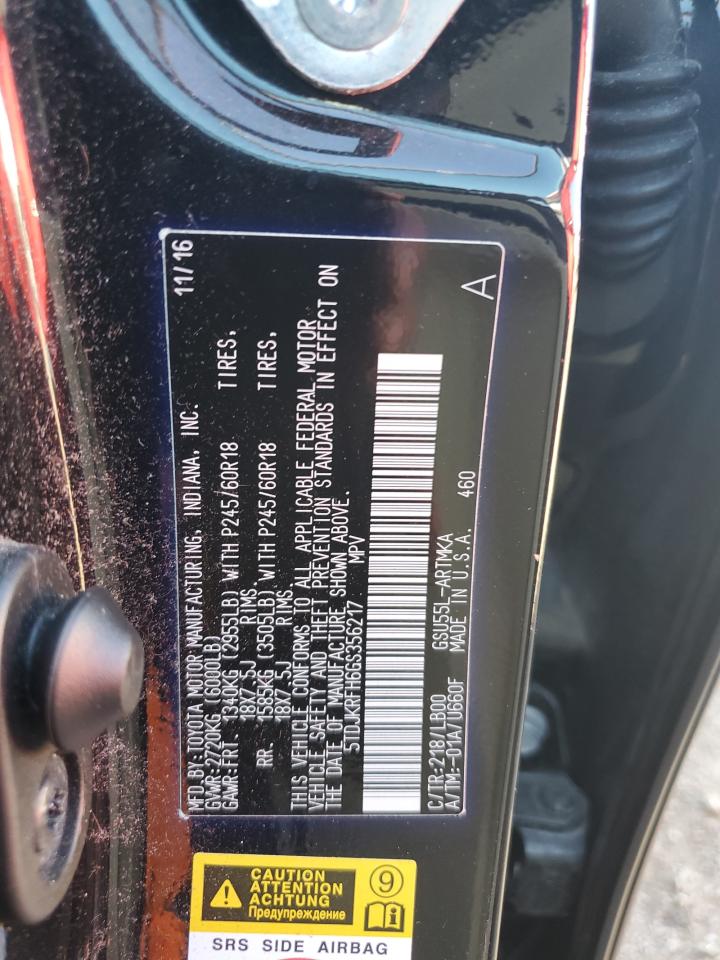 MFD.BY:TOYOTA MOTOR MANUFACTURING, INDIANA, INC. 11/16
GVWR:2720KG (6000LB)
GAWR:FRT. 1340KG (2955LB) WITH P245/60R18 TIRES,
18X7.5J RIMS
RR. 1585KG (3505LB) WITH P245/60R18 TIRES,
18X7.5J RIMS
THIS VEHICLE CONFORMS TO ALL APPLICABLE FEDERAL MOTOR
VEHICLE SAFETY AND THEFT PREVENTION STANDARDS IN EFFECT ON
THE DATE OF MANUFACTURE SHOWN ABOVE.
5TDJKRFH6GS356217 MPV
C/TR:218/LB00 GSU55L-ARTMKA
A/TM:-01A/U660F MADE IN U.S.A. 460
A
CAUTION
ATTENTION
ACHTUNG
Предупреждение
9
SRS SIDE AIRBAG